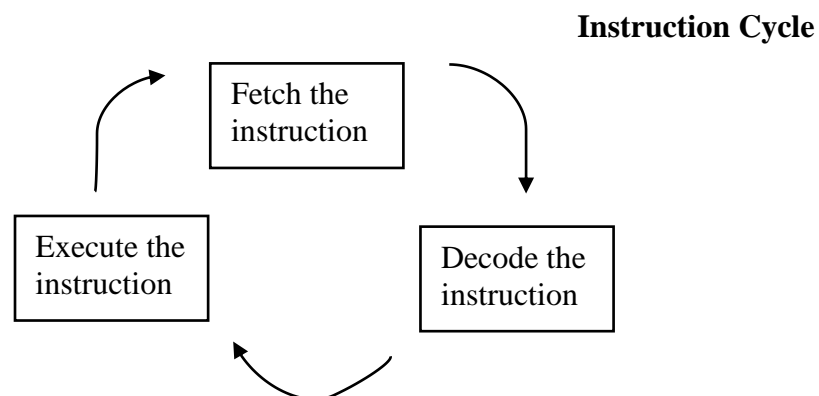 Instruction Cycle
Fetch the
instruction
Execute the
instruction
Decode the
instruction